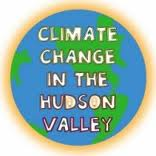 CLIMATE
CHANGE
IN THE
HUDSON
VALLEY